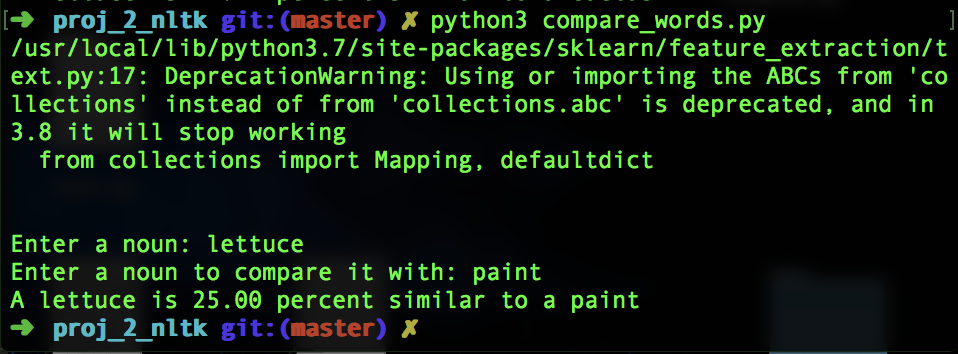 [➜ proj_2_nltk git:(master) ✗ python3 compare_words.py ]
/usr/local/lib/python3.7/site-packages/sklearn/feature_extraction/t
ext.py:17: DeprecationWarning: Using or importing the ABCs from 'co
llections' instead of from 'collections.abc' is deprecated, and in
3.8 it will stop working
  from collections import Mapping, defaultdict
Enter a noun: lettuce
Enter a noun to compare it with: paint
A lettuce is 25.00 percent similar to a paint
➜ proj_2_nltk git:(master) ✗